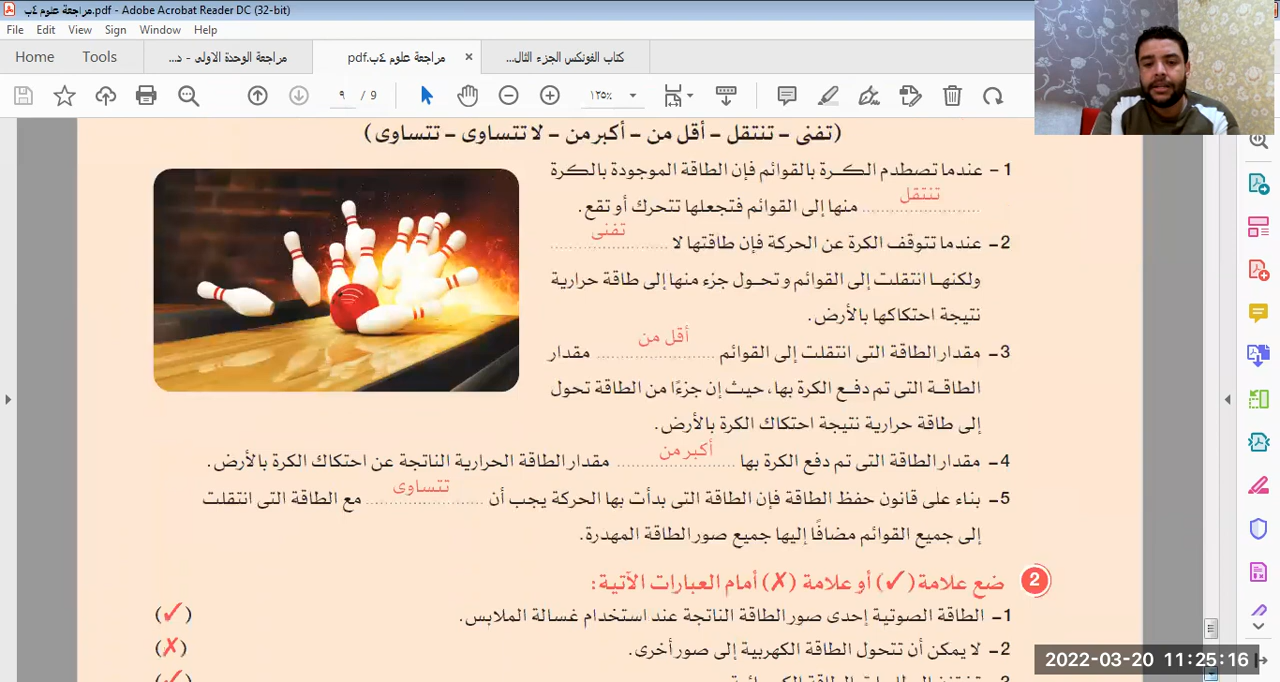 مراجعة علوم ٤ب.pdf - Adobe Acrobat Reader DC (32-bit)
File Edit View Sign Window Help
Home Tools مراجعة الوحدة الاولى - د... مراجعة علوم ٤ب.pdf × كتاب الفونكس الجزء الثال...
٩ / 9 ١٢٥%
(تفنى – تنتقل – أقل من – أكبر من – لا تتساوى – تتساوى)
1 – عندما تصطدم الكرة بالقوائم فإن الطاقة الموجودة بالكرة
تنتقل
.................... منها إلى القوائم فتجعلها تتحرك أو تقع.
تفنى
2 – عندما تتوقف الكرة عن الحركة فإن طاقتها لا ....................
ولكنها انتقلت إلى القوائم وتحول جزء منها إلى طاقة حرارية
نتيجة احتكاكها بالأرض.
أقل من
3 – مقدار الطاقة التى انتقلت إلى القوائم .................... مقدار
الطاقة التى تم دفع الكرة بها، حيث إن جزءًا من الطاقة تحول
إلى طاقة حرارية نتيجة احتكاك الكرة بالأرض.
أكبر من
4 – مقدار الطاقة التى تم دفع الكرة بها .................... مقدار الطاقة الحرارية الناتجة عن احتكاك الكرة بالأرض.
تتساوى
5 – بناء على قانون حفظ الطاقة فإن الطاقة التى بدأت بها الحركة يجب أن .................... مع الطاقة التى انتقلت
إلى جميع القوائم مضافًا إليها جميع صور الطاقة المهدرة.
2 ضع علامة (✓) أو علامة (✗) أمام العبارات الآتية:
1 – الطاقة الصوتية إحدى صور الطاقة الناتجة عند استخدام غسالة الملابس. (✓)
2 – لا يمكن أن تتحول الطاقة الكهربية إلى صور أخرى. (✗)
2022-03-20 11:25:16